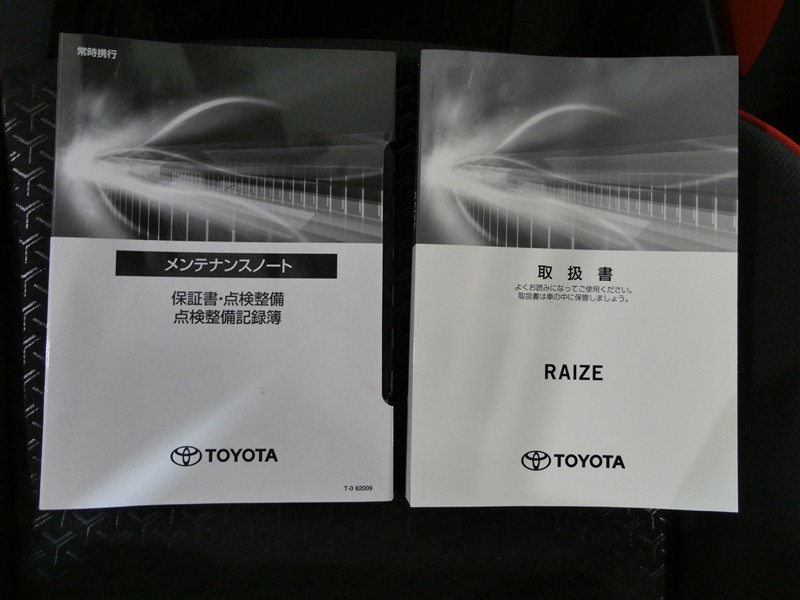 常時携行
メンテナンスノート
保証書・点検整備
点検整備記録簿
TOYOTA
T-0 62009
取扱書
よくお読みになってご使用ください。
取扱書は車の中に保管しましょう。
RAIZE
TOYOTA